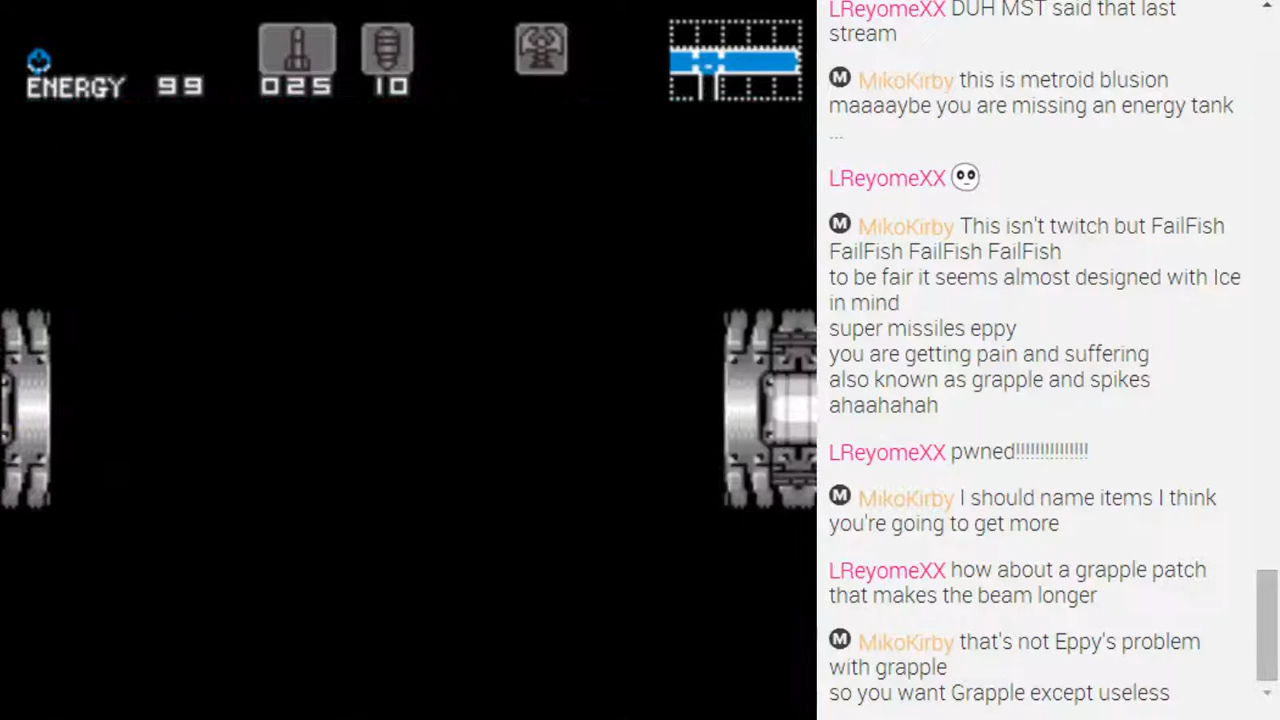 ENERGY 99 025 10
LReyomeXX DUH MST said that last
stream
M MikoKirby this is metroid blusion
maaaaybe you are missing an energy tank
...
LReyomeXX
M MikoKirby This isn't twitch but FailFish
FailFish FailFish FailFish
to be fair it seems almost designed with Ice
in mind
super missiles eppy
you are getting pain and suffering
also known as grapple and spikes
ahaahahah
LReyomeXX pwned!!!!!!!!!!!!!!!
M MikoKirby I should name items I think
you're going to get more
LReyomeXX how about a grapple patch
that makes the beam longer
M MikoKirby that's not Eppy's problem
with grapple
so you want Grapple except useless